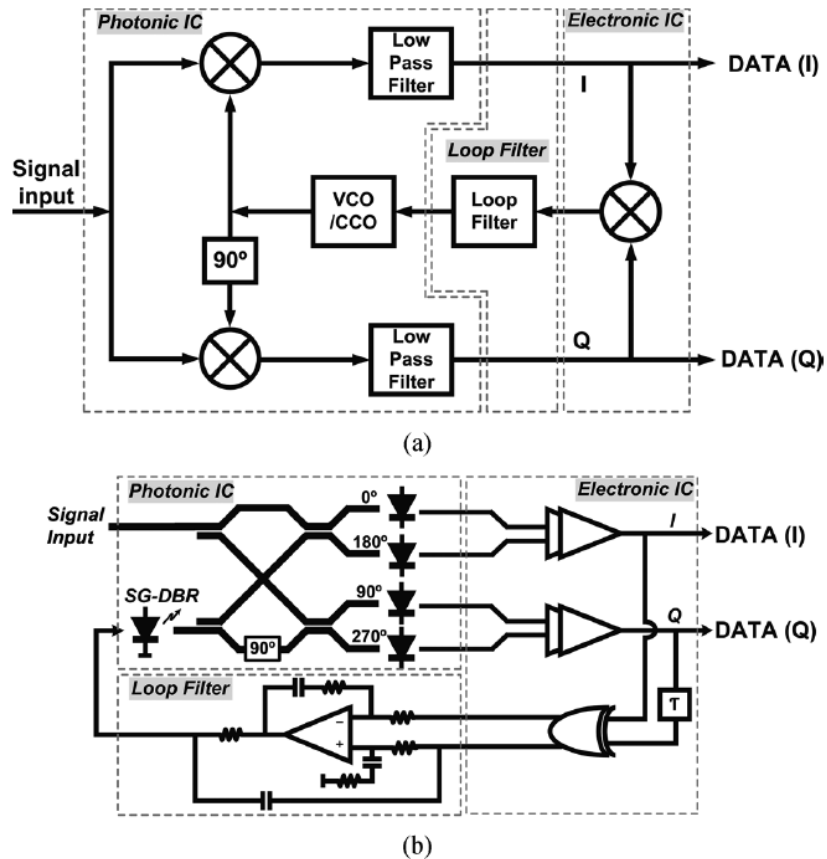 Photonic IC
Electronic IC
Low
Pass
Filter
DATA (I)
I
Loop Filter
Signal
input
VCO
/CCO
Loop
Filter
90º
Low
Pass
Filter
Q
DATA (Q)
(a)
Photonic IC
Electronic IC
Signal
Input
0º
I
DATA (I)
180º
SG-DBR
90º
Q
DATA (Q)
90º
270º
Loop Filter
τ
−
+
(b)